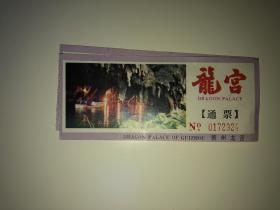 龍宮
DRAGON PALACE
【通票】
No 0172324
DRAGON PALACE OF GUIZHOU 贵州龙宫